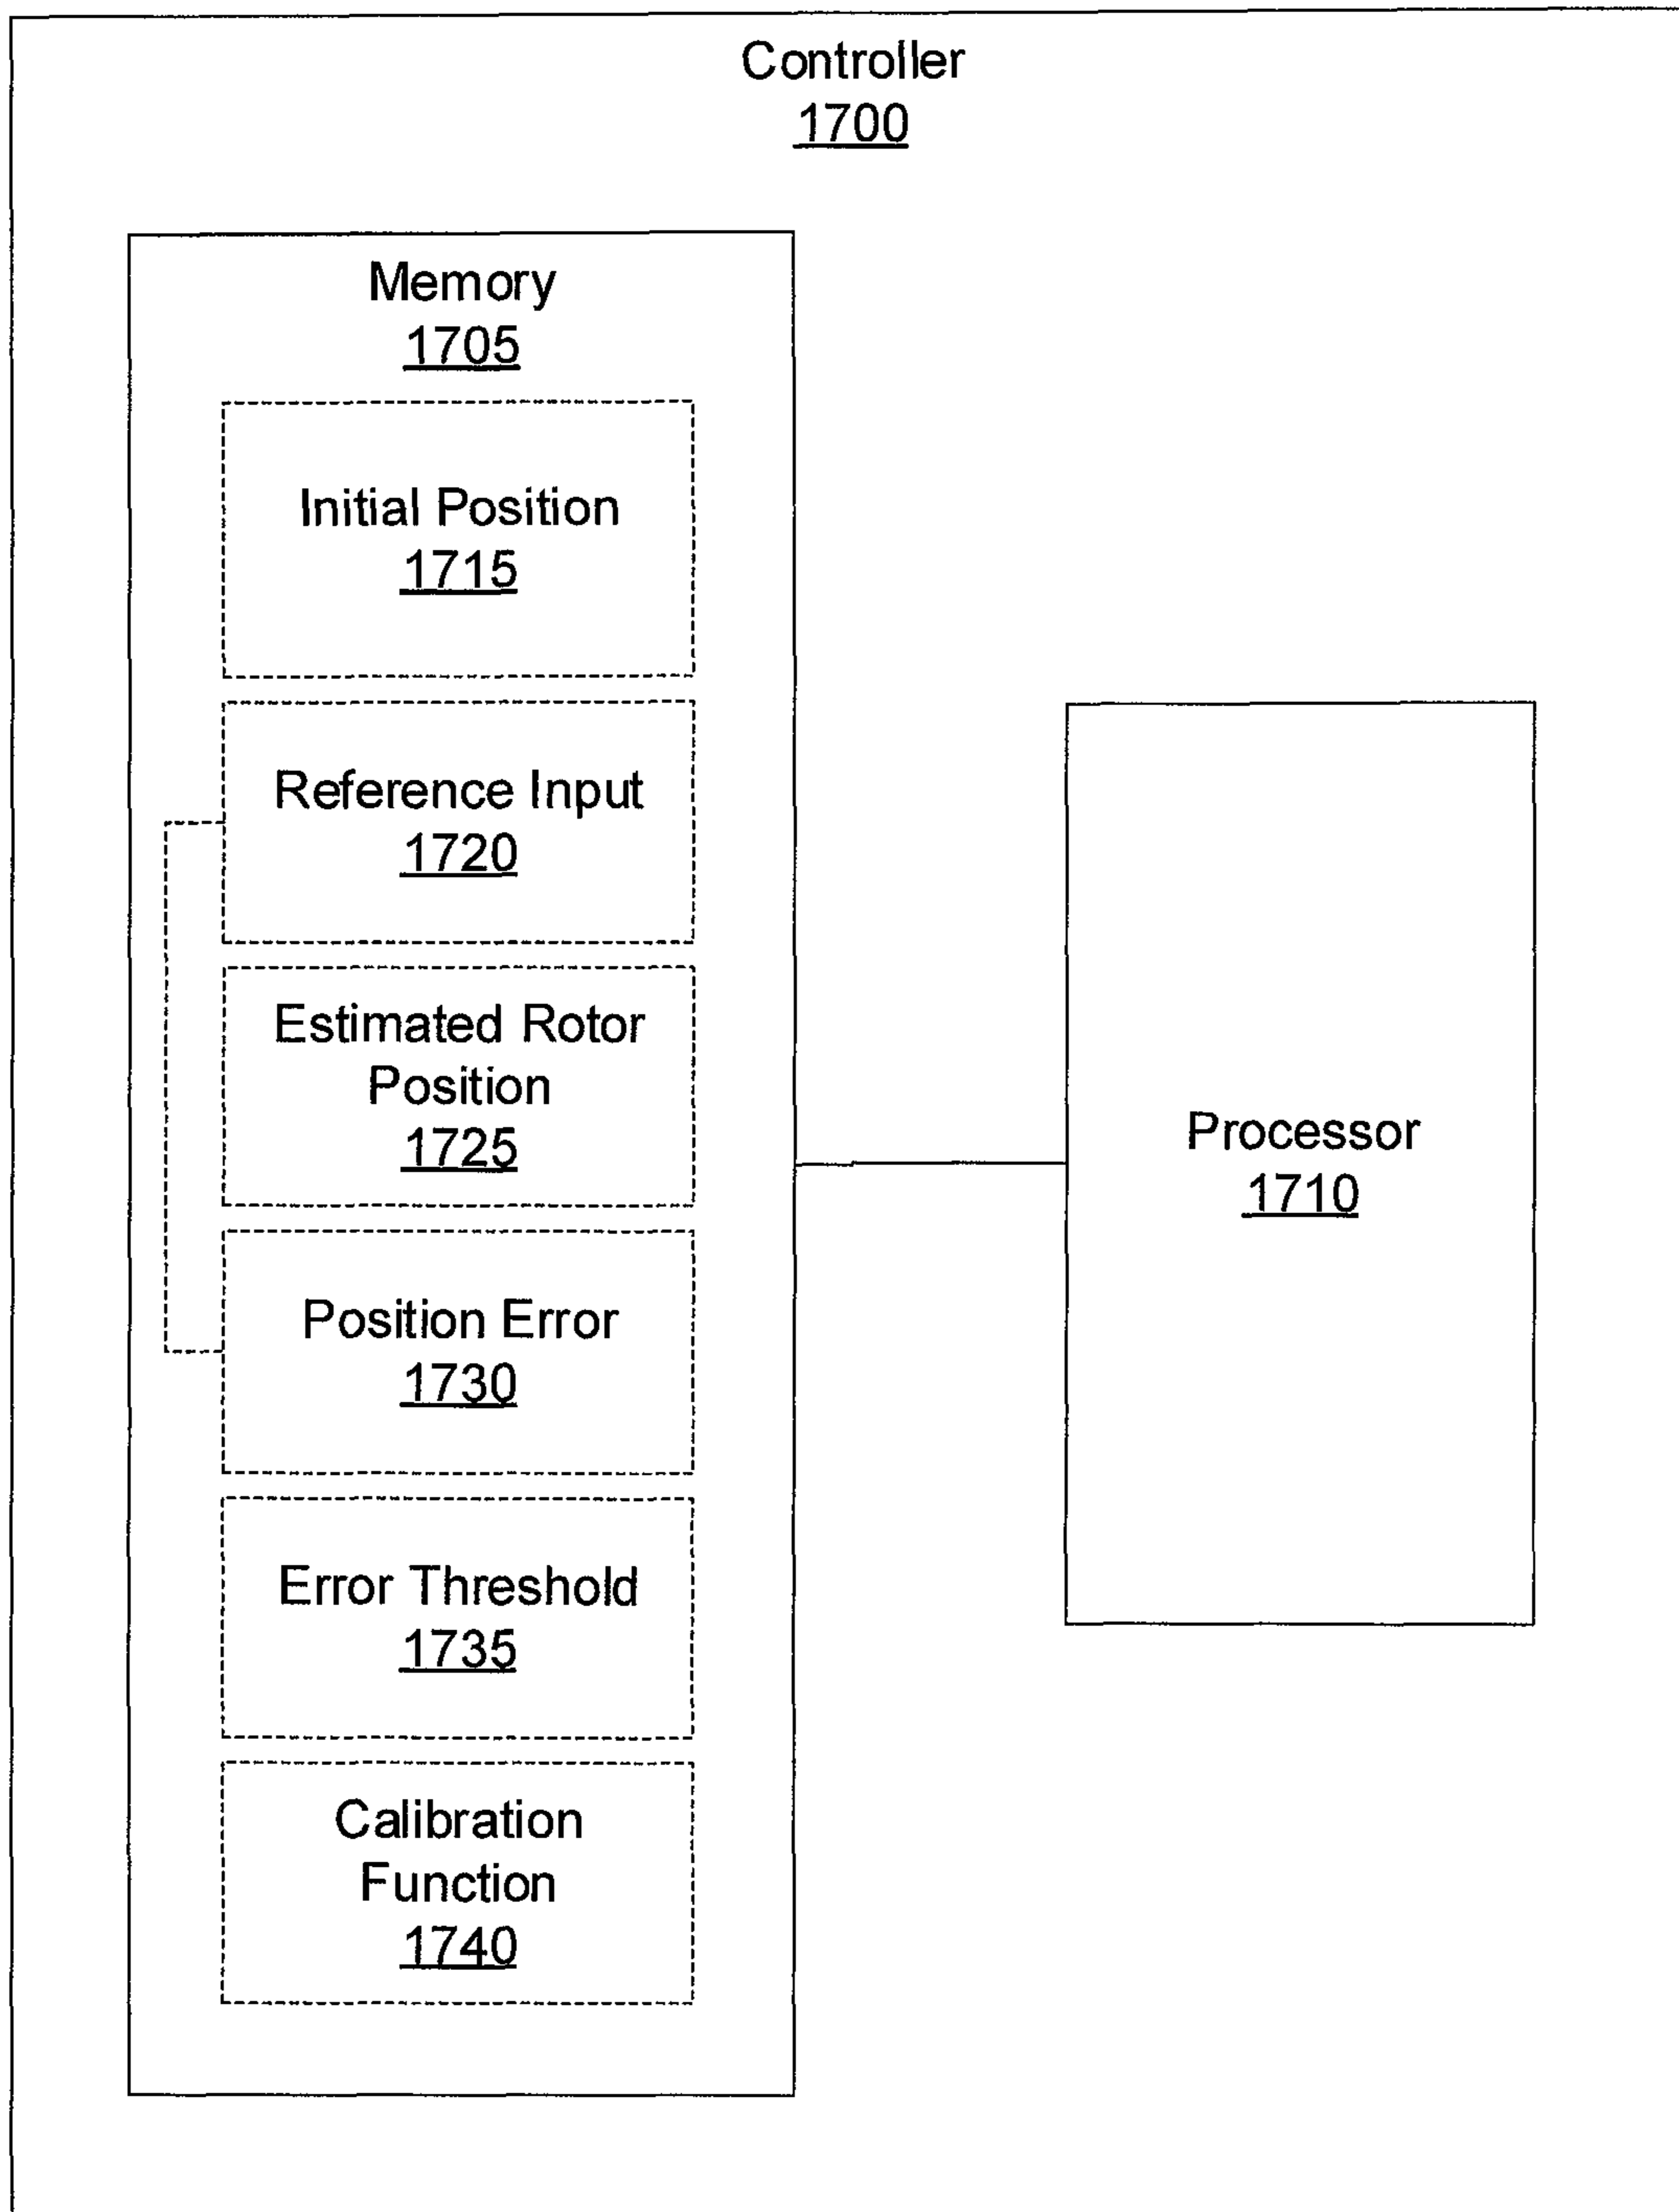 Controller
1700
Memory
1705
Initial Position
1715
Reference Input
1720
Estimated Rotor
Position
1725
Position Error
1730
Error Threshold
1735
Calibration
Function
1740
Processor
1710